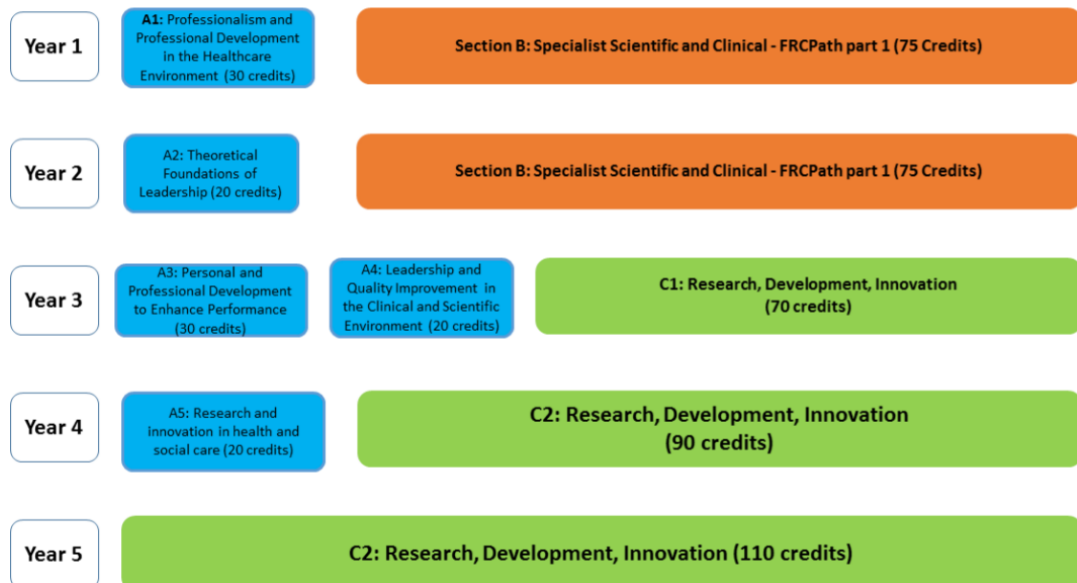 Year 1
A1: Professionalism and
Professional Development
in the Healthcare
Environment (30 credits)
Section B: Specialist Scientific and Clinical - FRCPath part 1 (75 Credits)
Year 2
A2: Theoretical
Foundations of
Leadership (20 credits)
Section B: Specialist Scientific and Clinical - FRCPath part 1 (75 Credits)
Year 3
A3: Personal and
Professional Development
to Enhance Performance
(30 credits)
A4: Leadership and
Quality Improvement in
the Clinical and Scientific
Environment (20 credits)
C1: Research, Development, Innovation
(70 credits)
Year 4
A5: Research and
innovation in health and
social care (20 credits)
C2: Research, Development, Innovation
(90 credits)
Year 5
C2: Research, Development, Innovation (110 credits)